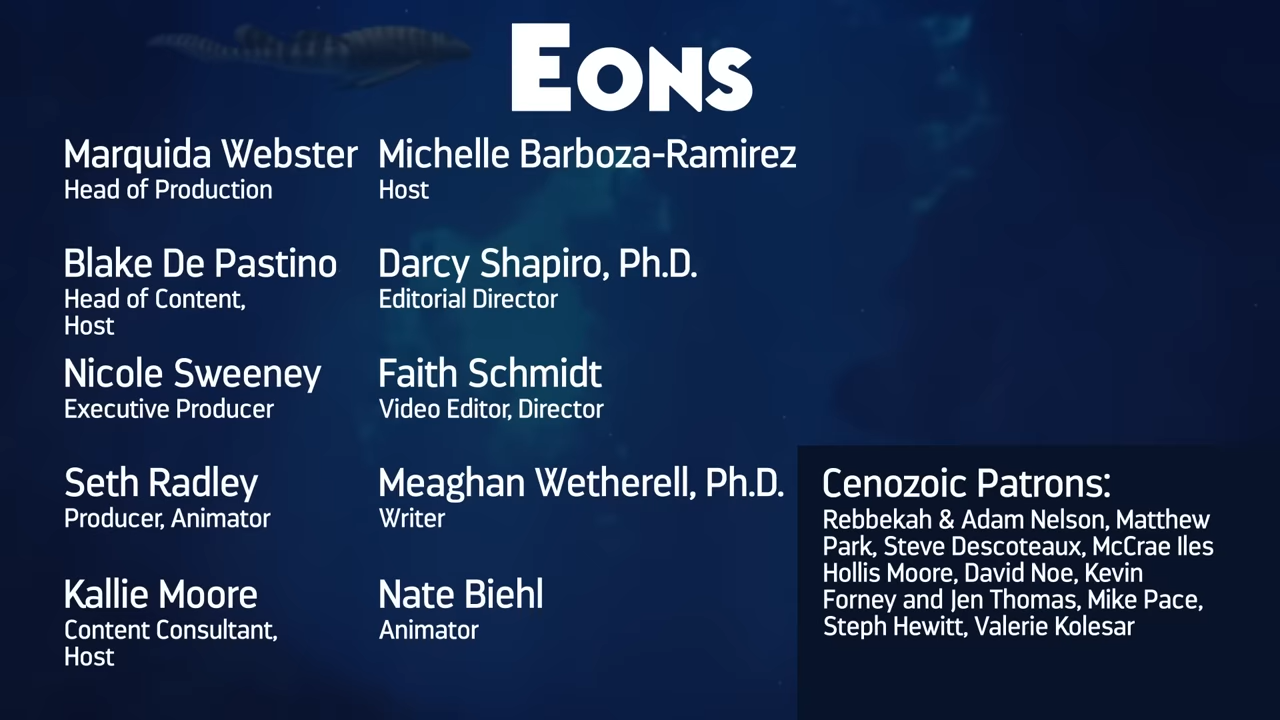 EONS
Marquida Webster
Head of Production
Michelle Barboza-Ramirez
Host
Blake De Pastino
Head of Content,
Host
Darcy Shapiro, Ph.D.
Editorial Director
Nicole Sweeney
Executive Producer
Faith Schmidt
Video Editor, Director
Seth Radley
Producer, Animator
Meaghan Wetherell, Ph.D.
Writer
Kallie Moore
Content Consultant,
Host
Nate Biehl
Animator
Cenozoic Patrons:
Rebbekah & Adam Nelson, Matthew
Park, Steve Descoteaux, McCrae Iles
Hollis Moore, David Noe, Kevin
Forney and Jen Thomas, Mike Pace,
Steph Hewitt, Valerie Kolesar